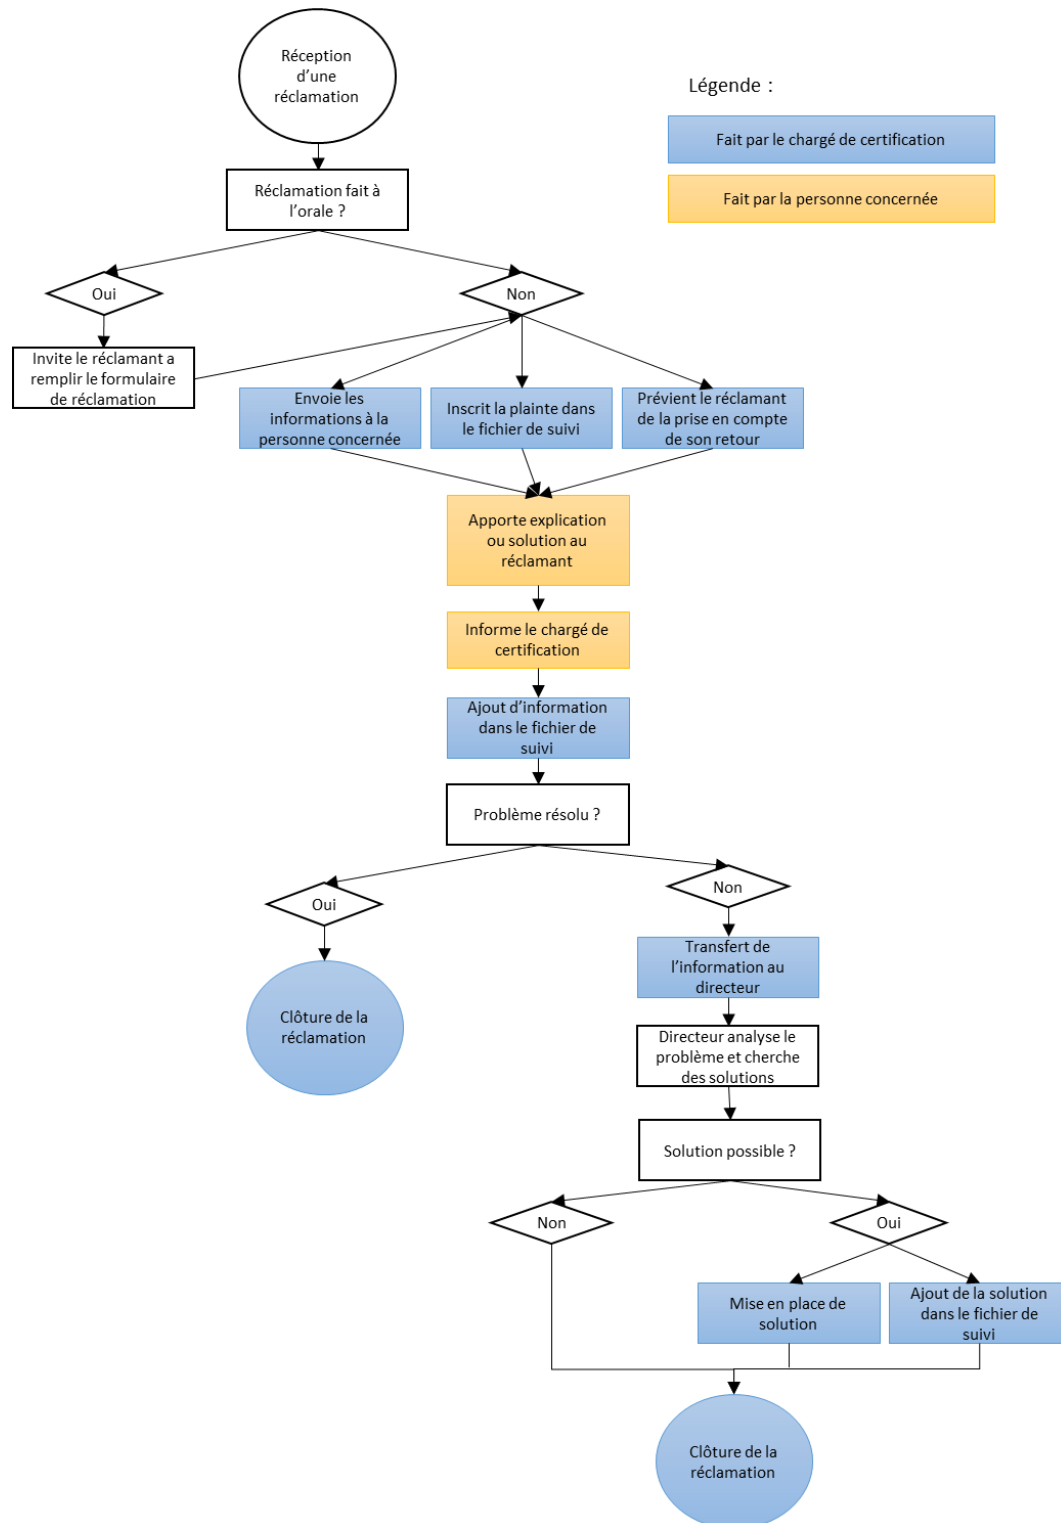 Réception
d’une
réclamation
Légende :
Fait par le chargé de certification
Fait par la personne concernée
Réclamation fait à
l’orale ?
Oui
Non
Invite le réclamant a
remplir le formulaire
de réclamation
Envoie les
informations à la
personne concernée
Inscrit la plainte dans
le fichier de suivi
Prévient le réclamant
de la prise en compte
de son retour
Apporte explication
ou solution au
réclamant
Informe le chargé de
certification
Ajout d’information
dans le fichier de
suivi
Problème résolu ?
Oui
Non
Clôture de la
réclamation
Transfert de
l’information au
directeur
Directeur analyse le
problème et cherche
des solutions
Solution possible ?
Non
Oui
Mise en place de
solution
Ajout de la solution
dans le fichier de
suivi
Clôture de la
réclamation